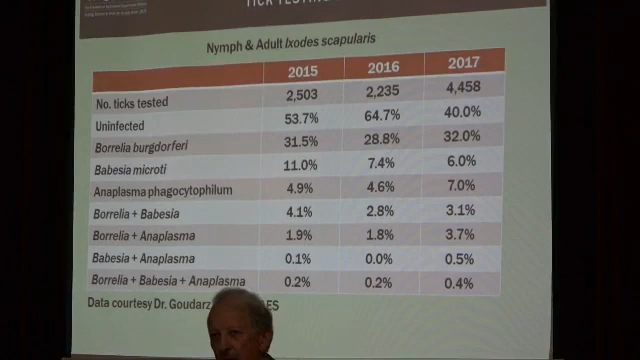 TICK TESTING
Nymph & Adult Ixodes scapularis
2015 2016 2017
No. ticks tested 2,503 2,235 4,458
Uninfected 53.7% 64.7% 40.0%
Borrelia burgdorferi 31.5% 28.8% 32.0%
Babesia microti 11.0% 7.4% 6.0%
Anaplasma phagocytophilum 4.9% 4.6% 7.0%
Borrelia + Babesia 4.1% 2.8% 3.1%
Borrelia + Anaplasma 1.9% 1.8% 3.7%
Babesia + Anaplasma 0.1% 0.0% 0.5%
Borrelia + Babesia + Anaplasma 0.2% 0.2% 0.4%
Data courtesy Dr. Goudarz ES